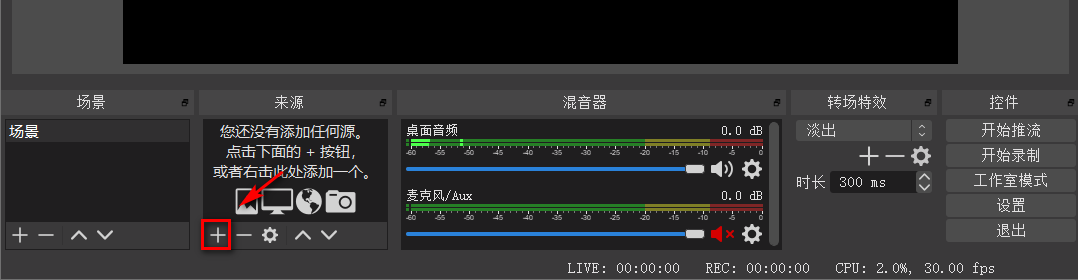 场景
来源
混音器
转场特效
控件
场景
您还没有添加任何源。
点击下面的 + 按钮，
或者右击此处添加一个。
桌面音频 0.0 dB
-60 -55 -50 -45 -40 -35 -30 -25 -20 -15 -10 -5 0
麦克风/Aux 0.0 dB
-60 -55 -50 -45 -40 -35 -30 -25 -20 -15 -10 -5 0
淡出
时长 300 ms
开始推流
开始录制
工作室模式
设置
退出
LIVE: 00:00:00 REC: 00:00:00 CPU: 2.0%, 30.00 fps